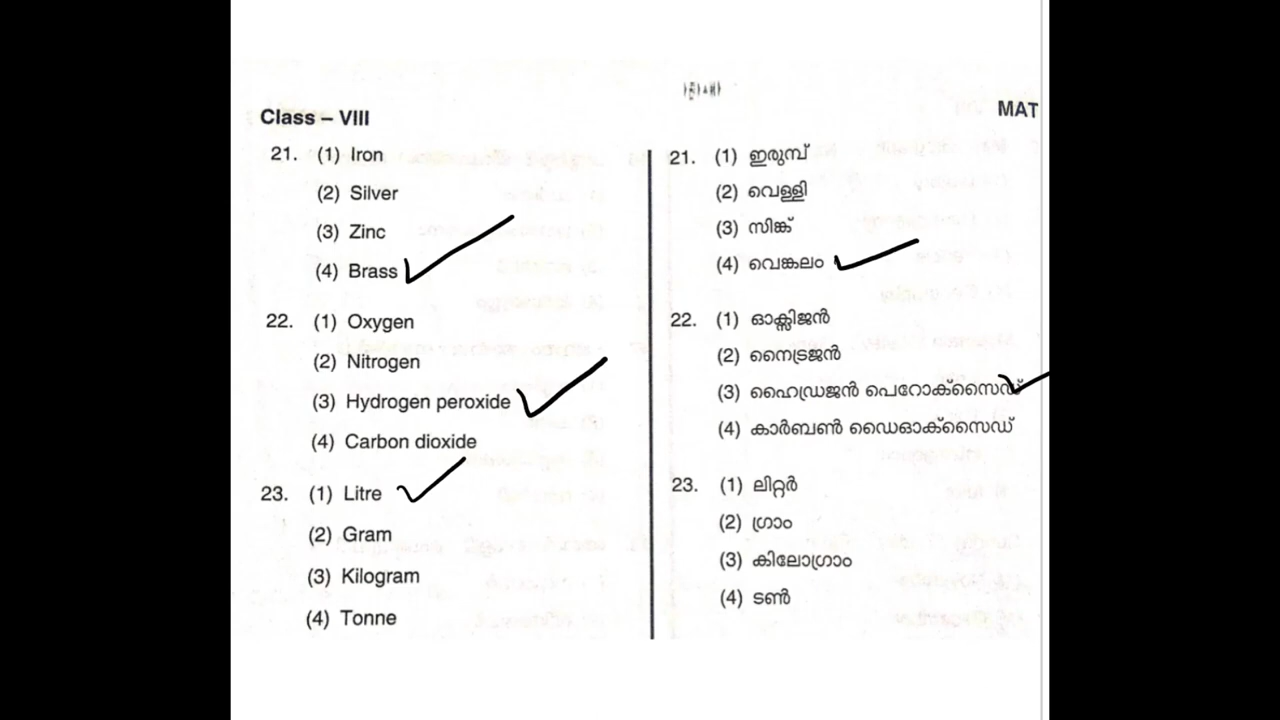 Class – VIII
MAT
21. (1) Iron
(2) Silver
(3) Zinc
(4) Brass
22. (1) Oxygen
(2) Nitrogen
(3) Hydrogen peroxide
(4) Carbon dioxide
23. (1) Litre
(2) Gram
(3) Kilogram
(4) Tonne
21. (1) ഇരുമ്പ്
(2) വെള്ളി
(3) സിങ്ക്
(4) വെങ്കലം
22. (1) ഓക്സിജൻ
(2) നൈട്രജൻ
(3) ഹൈഡ്രജൻ പെറോക്സൈഡ്
(4) കാർബൺ ഡൈഓക്സൈഡ്
23. (1) ലിറ്റർ
(2) ഗ്രാം
(3) കിലോഗ്രാം
(4) ടൺ